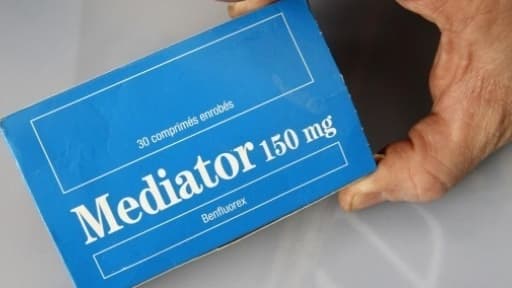 30 comprimés enrobés
Mediator 150 mg
Benfluorex